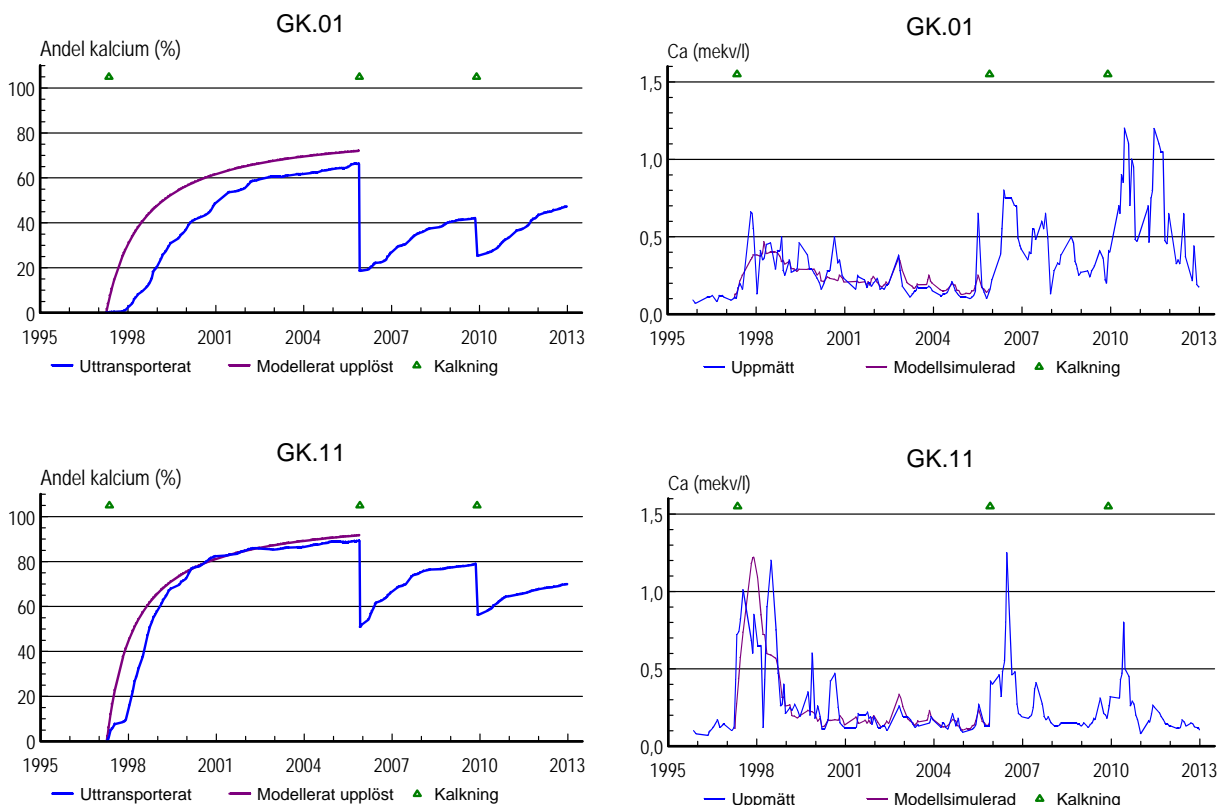 GK.01
Andel kalcium (%)
100
80
60
40
20
0
1995 1998 2001 2004 2007 2010 2013
Uttransporterat Modellerat upplöst Kalkning
GK.01
Ca (mekv/l)
1,5
1,0
0,5
0,0
1995 1998 2001 2004 2007 2010 2013
Uppmätt Modellsimulerad Kalkning
GK.11
Andel kalcium (%)
100
80
60
40
20
0
1995 1998 2001 2004 2007 2010 2013
Uttransporterat Modellerat upplöst Kalkning
GK.11
Ca (mekv/l)
1,5
1,0
0,5
0,0
1995 1998 2001 2004 2007 2010 2013
Uppmätt Modellsimulerad Kalkning